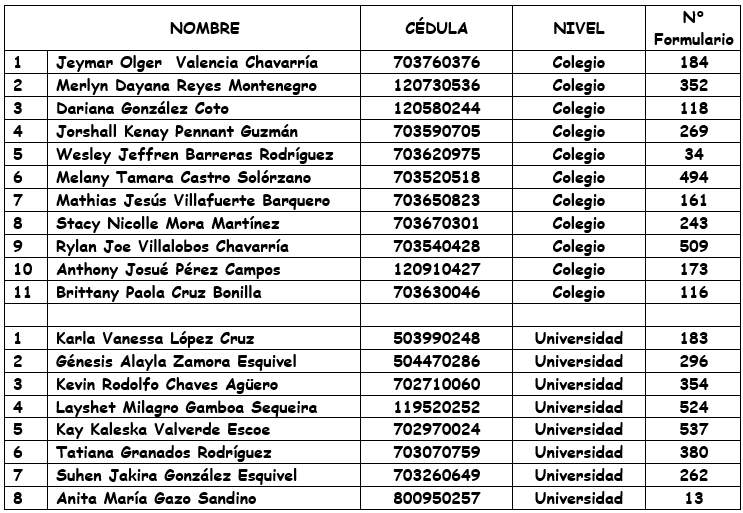 NOMBRE CÉDULA NIVEL N° Formulario
1 Jeymar Olger Valencia Chavarría 703760376 Colegio 184
2 Merlyn Dayana Reyes Montenegro 120730536 Colegio 352
3 Dariana González Coto 120580244 Colegio 118
4 Jorshall Kenay Pennant Guzmán 703590705 Colegio 269
5 Wesley Jeffren Barreras Rodríguez 703620975 Colegio 34
6 Melany Tamara Castro Solórzano 703520518 Colegio 494
7 Mathias Jesús Villafuerte Barquero 703650823 Colegio 161
8 Stacy Nicolle Mora Martínez 703670301 Colegio 243
9 Rylan Joe Villalobos Chavarría 703540428 Colegio 509
10 Anthony Josué Pérez Campos 120910427 Colegio 173
11 Brittany Paola Cruz Bonilla 703630046 Colegio 116
1 Karla Vanessa López Cruz 503990248 Universidad 183
2 Génesis Alayla Zamora Esquivel 504470286 Universidad 296
3 Kevin Rodolfo Chaves Agüero 702710060 Universidad 354
4 Layshet Milagro Gamboa Sequeira 119520252 Universidad 524
5 Kay Kaleska Valverde Escoe 702970024 Universidad 537
6 Tatiana Granados Rodríguez 703070759 Universidad 380
7 Suhen Jakira González Esquivel 703260649 Universidad 262
8 Anita María Gazo Sandino 800950257 Universidad 13